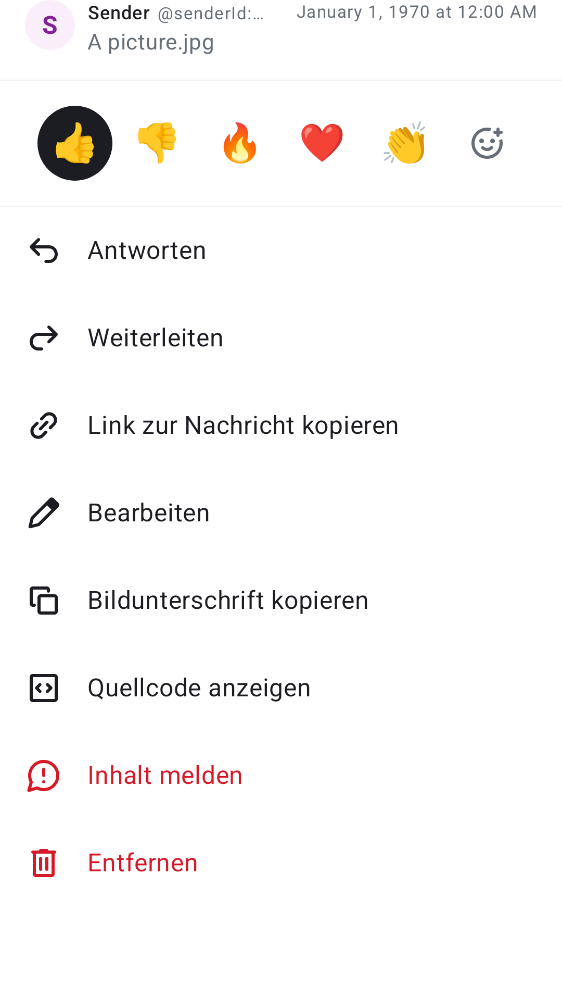 S
Sender @senderId:… January 1, 1970 at 12:00 AM
A picture.jpg
Antworten
Weiterleiten
Link zur Nachricht kopieren
Bearbeiten
Bildunterschrift kopieren
Quellcode anzeigen
Inhalt melden
Entfernen